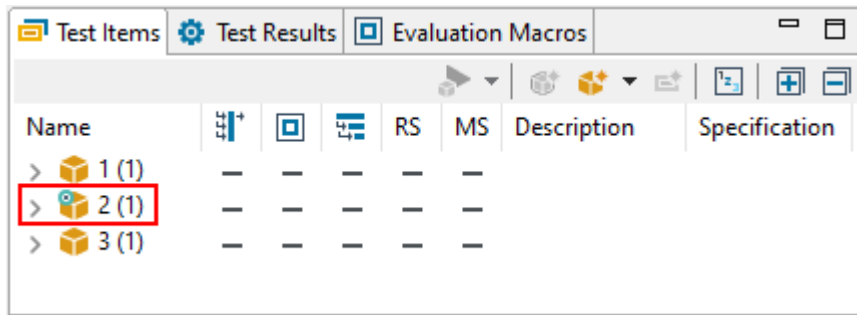 Test Items Test Results Evaluation Macros
Name RS MS Description Specification
1 (1)
2 (1)
3 (1)